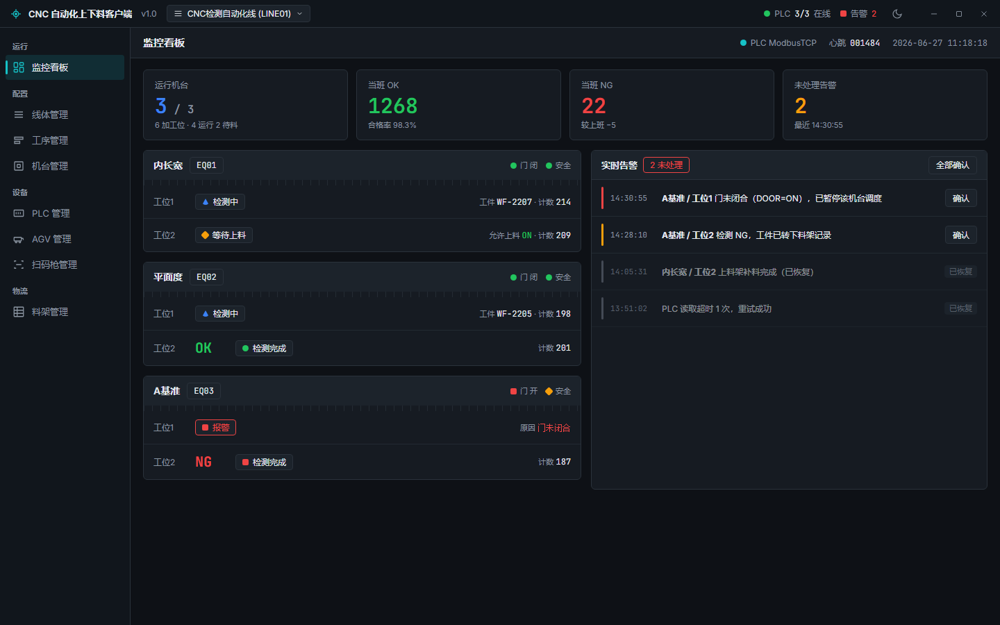 CNC 自动化上下料客户端 v1.0 CNC检测自动化线 (LINE01) PLC 3/3 在线 告警 2
运行
监控看板
配置
线体管理
工序管理
机台管理
设备
PLC 管理
AGV 管理
扫码枪管理
物流
料架管理
监控看板 PLC ModbusTCP 心跳 001484 2026-06-27 11:18:18
运行机台
3 / 3
6 加工位 · 4 运行 2 待料
当班 OK
1268
合格率 98.3%
当班 NG
22
较上班 −5
未处理告警
2
最近 14:30:55
内长宽 EQ01 门 闭 安全
工位1 检测中 工件 WF-2207 · 计数 214
工位2 等待上料 允许上料 ON · 计数 209
平面度 EQ02 门 闭 安全
工位1 检测中 工件 WF-2205 · 计数 198
工位2 OK 检测完成 计数 201
A基准 EQ03 门 开 安全
工位1 报警 原因 门未闭合
工位2 NG 检测完成 计数 187
实时告警 2 未处理 全部确认
14:30:55 A基准 / 工位1 门未闭合（DOOR=ON），已暂停该机台调度 确认
14:28:10 A基准 / 工位2 检测 NG，工件已转下料架记录 确认
14:05:31 内长宽 / 工位2 上料架补料完成（已恢复） 已恢复
13:51:02 PLC 读取超时 1 次，重试成功 已恢复